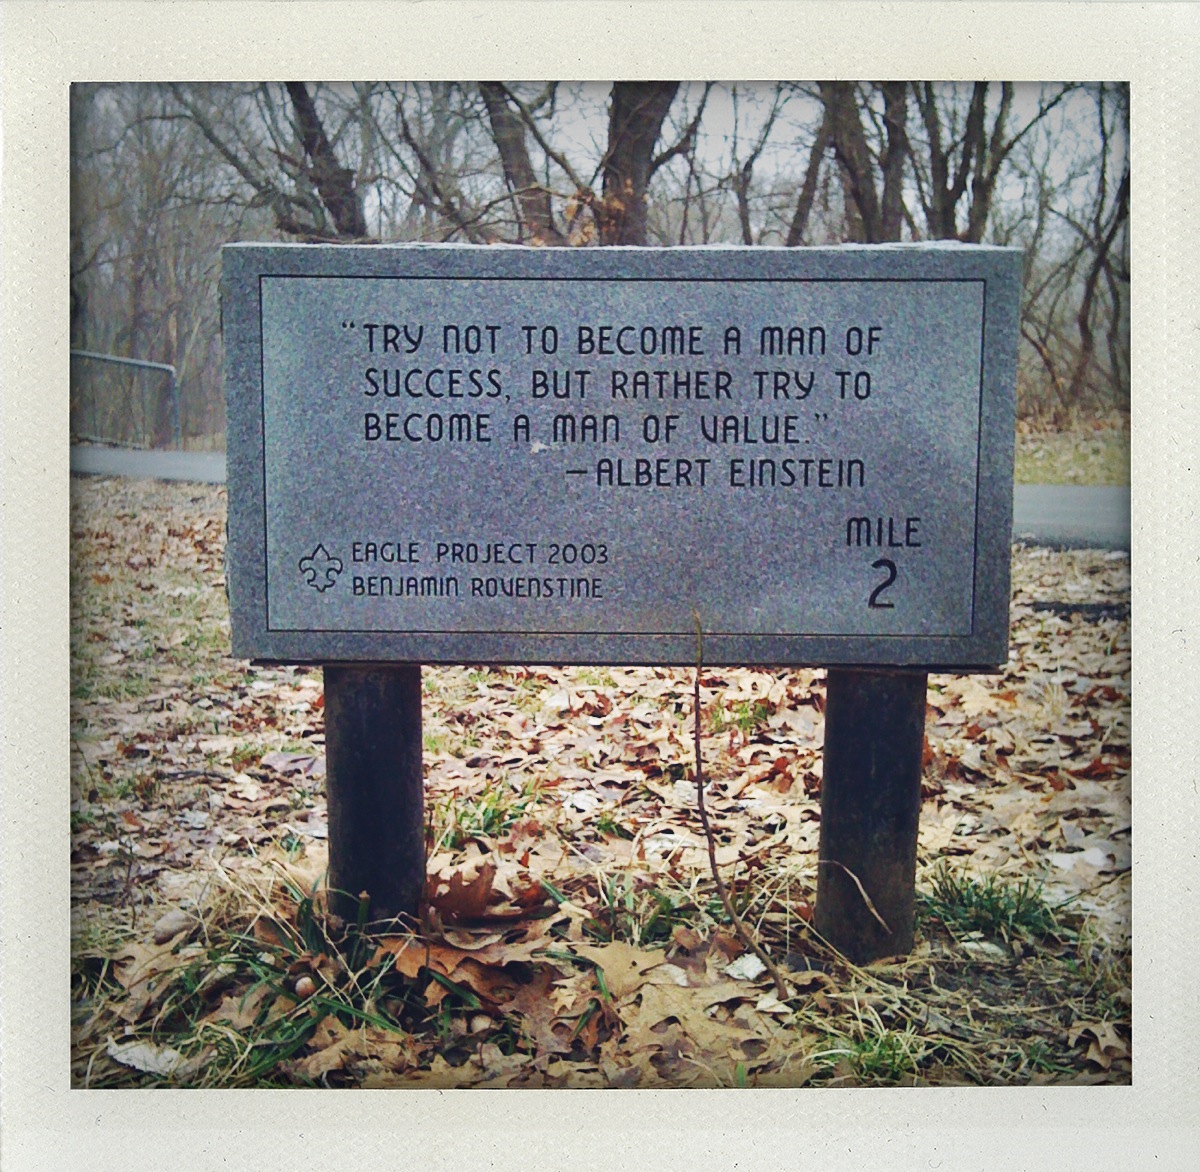 “TRY NOT TO BECOME A MAN OF
SUCCESS, BUT RATHER TRY TO
BECOME A MAN OF VALUE.”
—ALBERT EINSTEIN
EAGLE PROJECT 2003
BENJAMIN ROVENSTINE
MILE
2